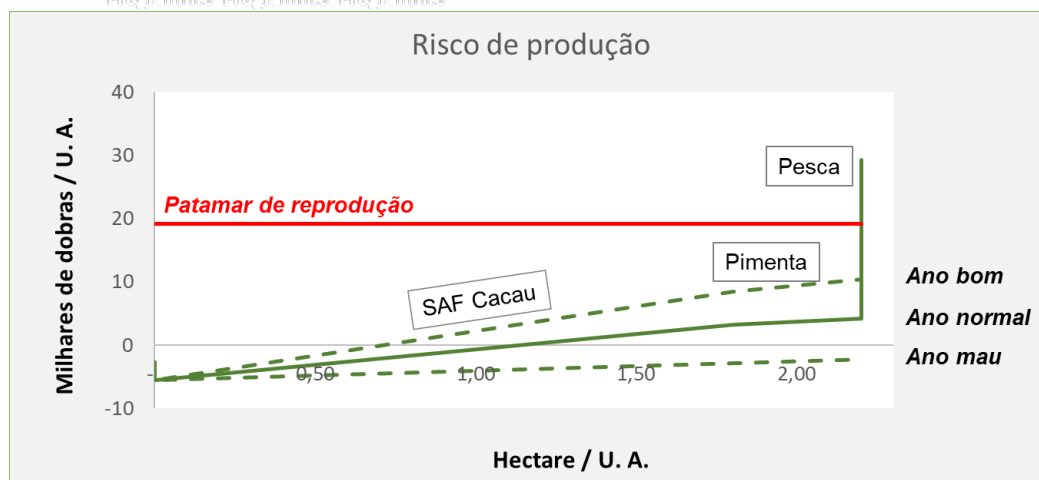 Risco de produção
Milhares de dobras / U. A.
40
30
20
10
0
-10
Patamar de reprodução
SAF Cacau
Pimenta
Pesca
Ano bom
Ano normal
Ano mau
-
0,50
1,00
1,50
2,00
Hectare / U. A.